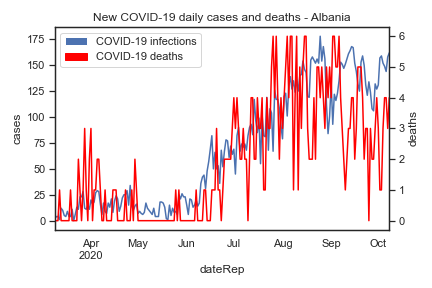 New COVID-19 daily cases and deaths - Albania
COVID-19 infections
COVID-19 deaths
cases
175
150
125
100
75
50
25
0
deaths
6
5
4
3
2
1
0
Apr
2020
May
Jun
Jul
Aug
Sep
Oct
dateRep